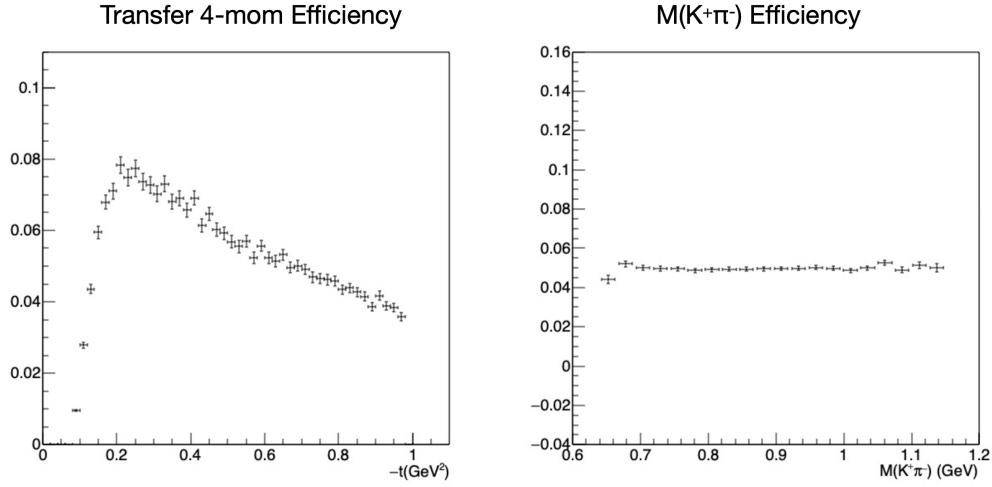 Transfer 4-mom Efficiency
0.1
0.08
0.06
0.04
0.02
0
0 0.2 0.4 0.6 0.8 1
−t(GeV²)
M(K⁺π⁻) Efficiency
0.16
0.14
0.12
0.1
0.08
0.06
0.04
0.02
0
−0.02
−0.04
0.6 0.7 0.8 0.9 1 1.1 1.2
M(K⁺π⁻) (GeV)